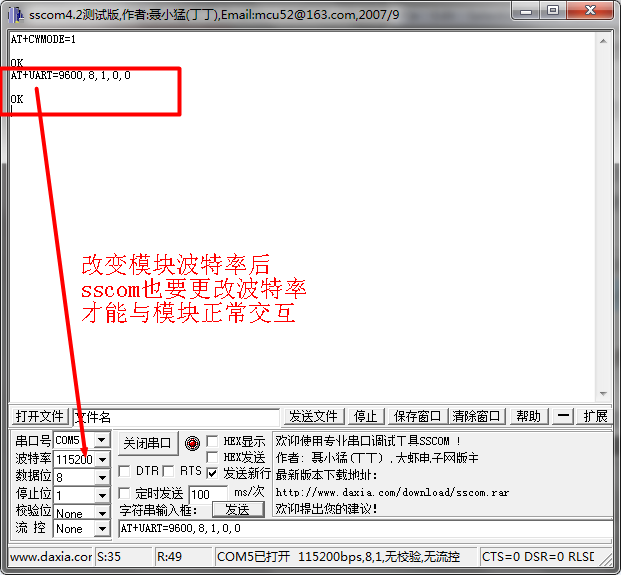 sscom4.2测试版,作者:聂小猛(丁丁),Email:mcu52@163.com,2007/9
AT+CWMODE=1
OK
AT+UART=9600,8,1,0,0
OK
改变模块波特率后
sscom也要更改波特率
才能与模块正常交互
打开文件 文件名 发送文件 停止 保存窗口 清除窗口 帮助 一 扩展
串口号 COM5 关闭串口 HEX显示
波特率 115200 HEX发送
数据位 8 DTR RTS 发送新行
停止位 1 定时发送 100 ms/次
校验位 None 字符串输入框: 发送
流 控 None AT+UART=9600,8,1,0,0
欢迎使用专业串口调试工具SSCOM !
作者: 聂小猛(丁丁),大虾电子网版主
最新版本下载地址:
http://www.daxia.com/download/sscom.rar
欢迎提出您的建议!
www.daxia.cor S:35 R:49 COM5已打开 115200bps,8,1,无校验,无流控 CTS=0 DSR=0 RLSD